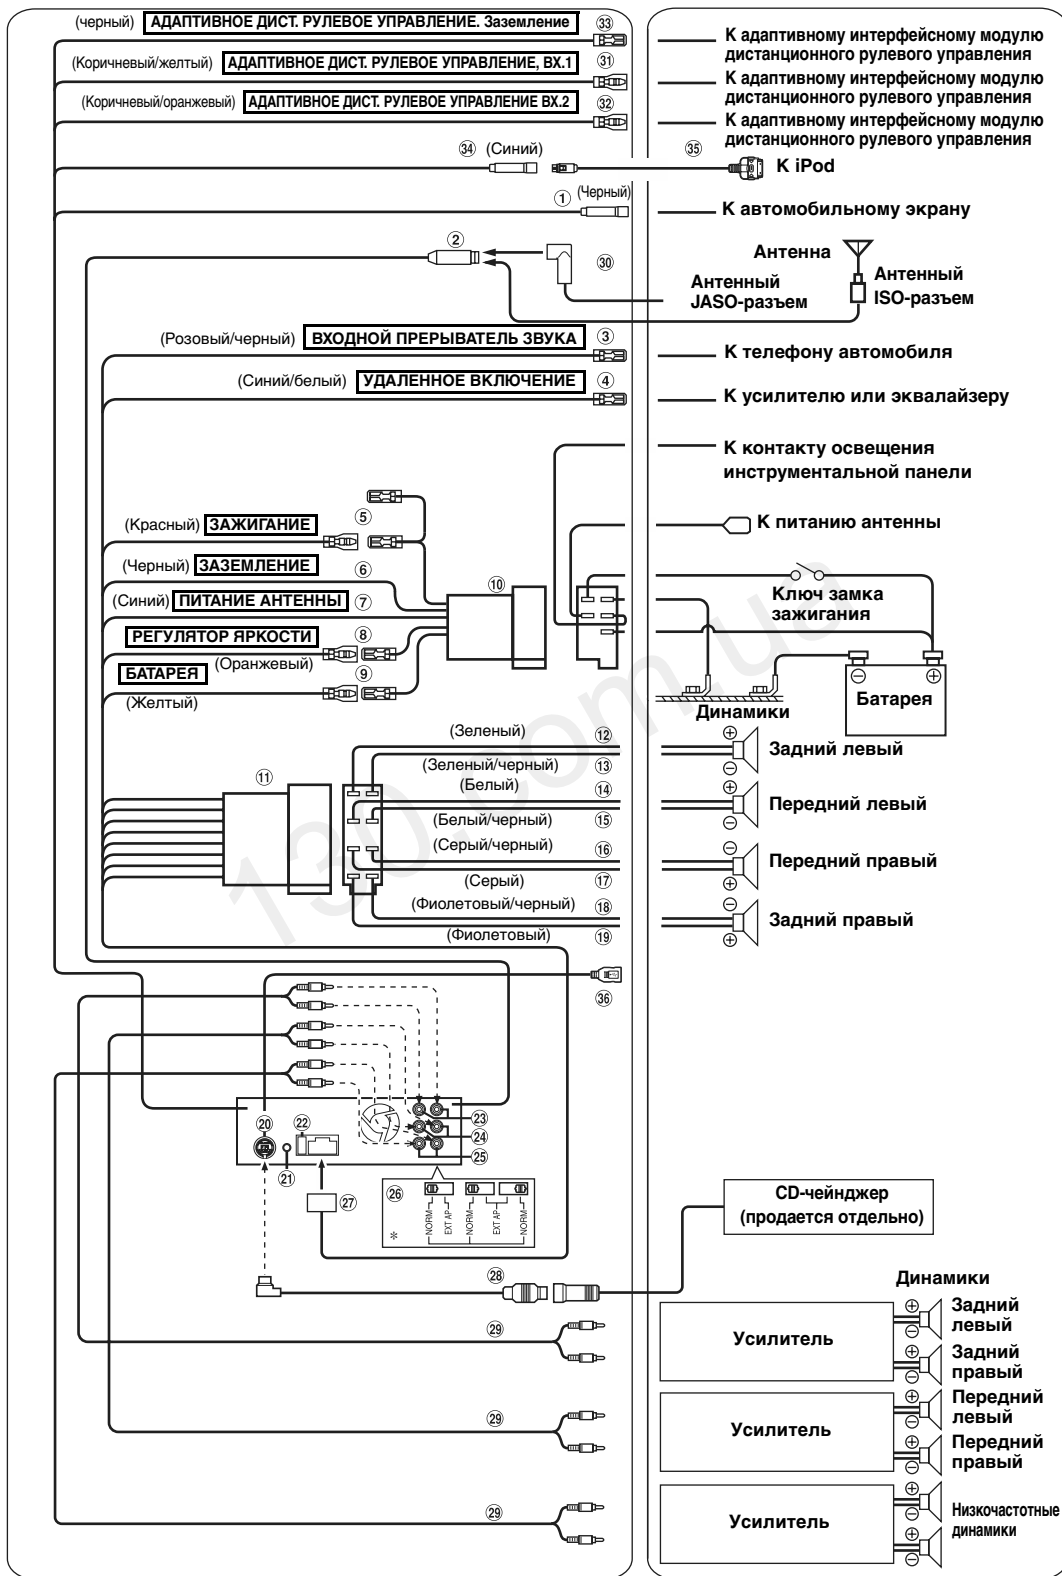 (черный) АДАПТИВНОЕ ДИСТ. РУЛЕВОЕ УПРАВЛЕНИЕ. Заземление ㉝
К адаптивному интерфейсному модулю
дистанционного рулевого управления
(Коричневый/желтый) АДАПТИВНОЕ ДИСТ. РУЛЕВОЕ УПРАВЛЕНИЕ, ВХ.1 ㉛
К адаптивному интерфейсному модулю
дистанционного рулевого управления
(Коричневый/оранжевый) АДАПТИВНОЕ ДИСТ. РУЛЕВОЕ УПРАВЛЕНИЕ ВХ.2 ㉜
К адаптивному интерфейсному модулю
дистанционного рулевого управления
㉞ (Синий) ㉟ К iPod
① (Черный) К автомобильному экрану
② ㉚
Антенна
Антенный
JASO-разъем
Антенный
ISO-разъем
(Розовый/черный) ВХОДНОЙ ПРЕРЫВАТЕЛЬ ЗВУКА ③ К телефону автомобиля
(Синий/белый) УДАЛЕННОЕ ВКЛЮЧЕНИЕ ④ К усилителю или эквалайзеру
К контакту освещения
инструментальной панели
(Красный) ЗАЖИГАНИЕ ⑤ К питанию антенны
(Черный) ЗАЗЕМЛЕНИЕ ⑥ ⑩
Ключ замка
зажигания
(Синий) ПИТАНИЕ АНТЕННЫ ⑦
РЕГУЛЯТОР ЯРКОСТИ ⑧
(Оранжевый)
БАТАРЕЯ ⑨
(Желтый)
⊖ ⊕
Батарея
Динамики
⑪
(Зеленый) ⑫ ⊕ Задний левый
(Зеленый/черный) ⑬ ⊖
(Белый) ⑭ ⊕ Передний левый
(Белый/черный) ⑮ ⊖
(Серый/черный) ⑯ ⊖ Передний правый
(Серый) ⑰ ⊕
(Фиолетовый/черный) ⑱ ⊖ Задний правый
(Фиолетовый) ⑲ ⊕
㊱
⑳ ㉒ ㉓
㉔
㉑ ㉕
㉖ ㉗
NORM EXT AP NORM EXT AP NORM
*
CD-чейнджер
(продается отдельно)
㉘
Динамики
㉙ Усилитель
⊕ ⊖ Задний
левый
⊕ ⊖ Задний
правый
㉙ Усилитель
⊕ ⊖ Передний
левый
⊕ ⊖ Передний
правый
㉙ Усилитель
⊕ ⊖ ⊕ ⊖ Низкочастотные
динамики
130.com.ua